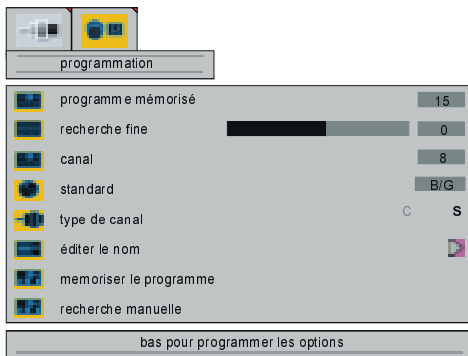 programmation
programme mémorisé 15
recherche fine 0
canal 8
standard B/G
type de canal C S
éditer le nom
memoriser le programme
recherche manuelle
bas pour programmer les options